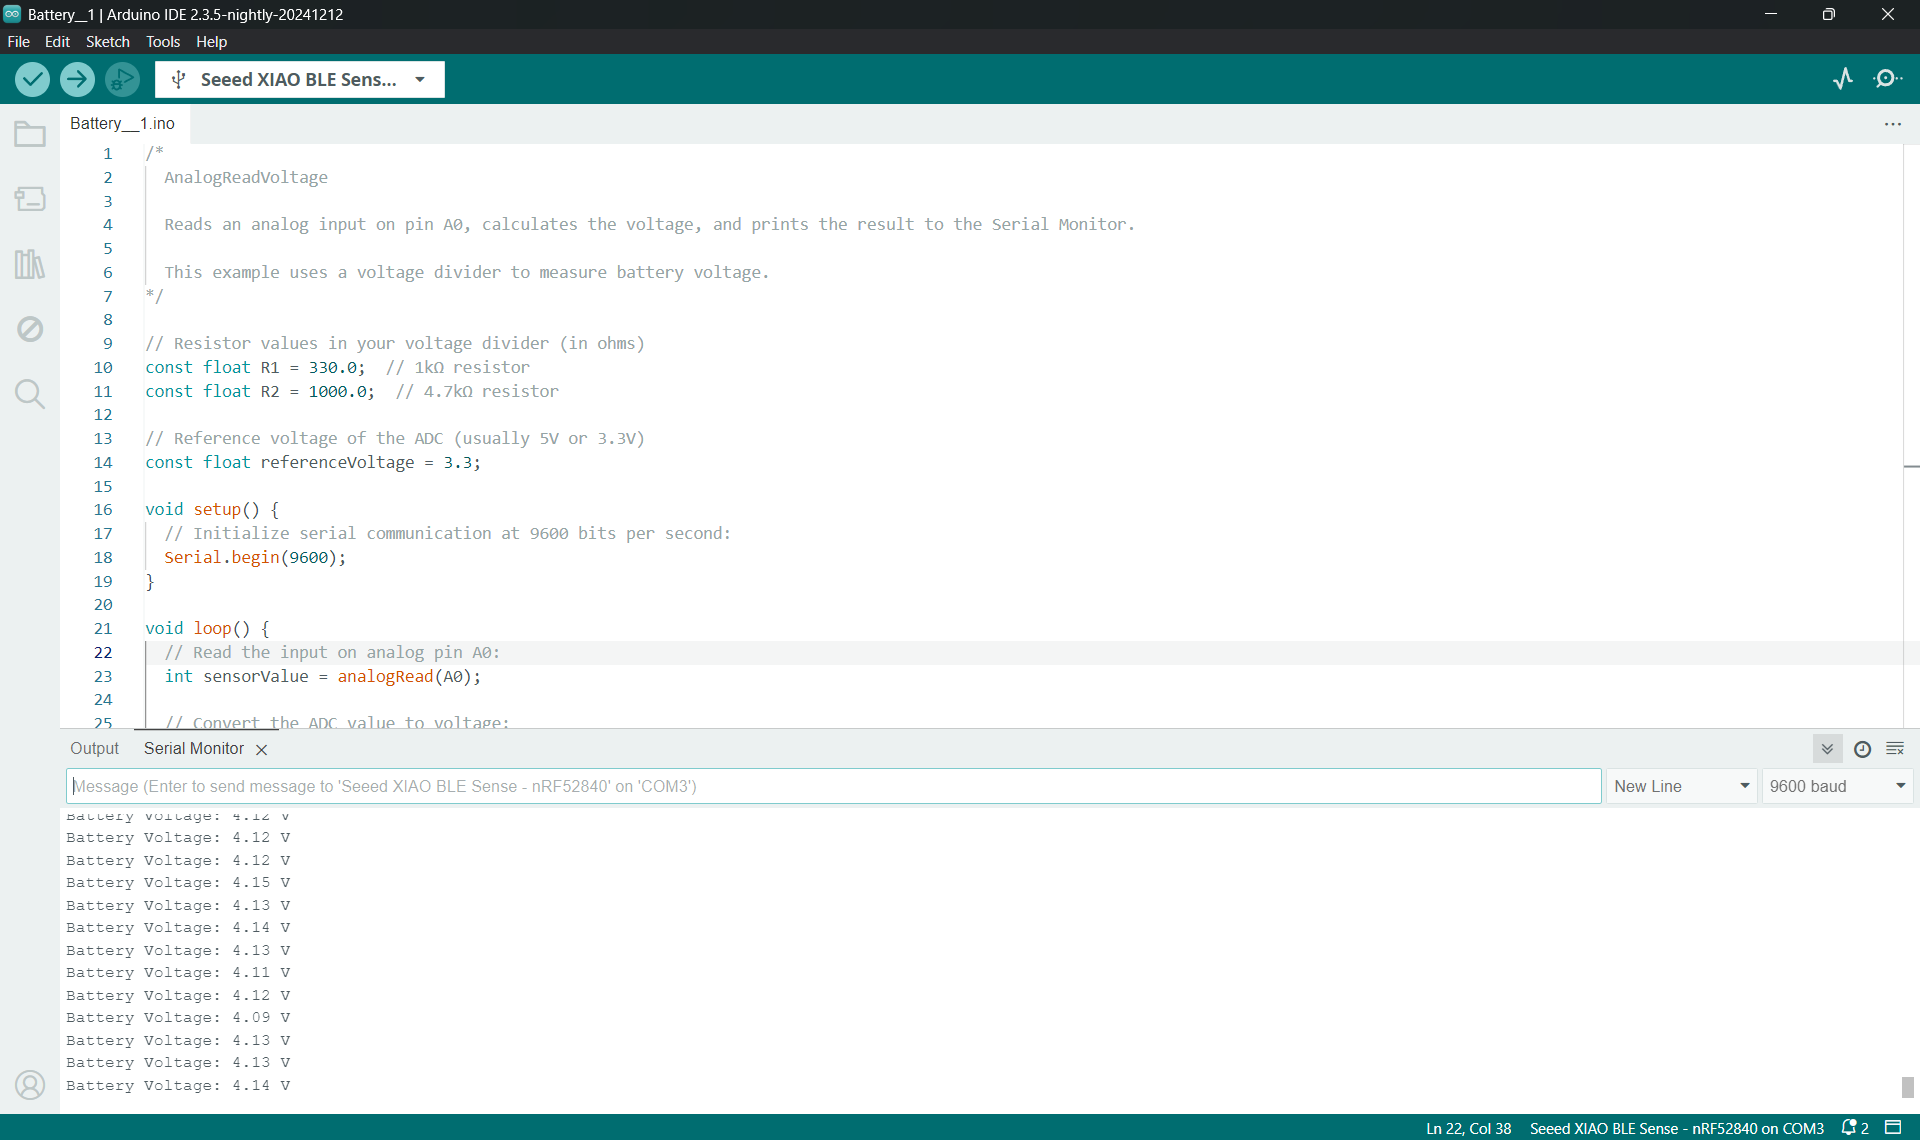 Battery__1 | Arduino IDE 2.3.5-nightly-20241212
File Edit Sketch Tools Help
Seeed XIAO BLE Sens...
Battery__1.ino
...
1 /*
2 AnalogReadVoltage
3
4 Reads an analog input on pin A0, calculates the voltage, and prints the result to the Serial Monitor.
5
6 This example uses a voltage divider to measure battery voltage.
7 */
8
9 // Resistor values in your voltage divider (in ohms)
10 const float R1 = 330.0; // 1kΩ resistor
11 const float R2 = 1000.0; // 4.7kΩ resistor
12
13 // Reference voltage of the ADC (usually 5V or 3.3V)
14 const float referenceVoltage = 3.3;
15
16 void setup() {
17 // Initialize serial communication at 9600 bits per second:
18 Serial.begin(9600);
19 }
20
21 void loop() {
22 // Read the input on analog pin A0:
23 int sensorValue = analogRead(A0);
24
25 // Convert the ADC value to voltage:
Output Serial Monitor
Message (Enter to send message to 'Seeed XIAO BLE Sense - nRF52840' on 'COM3')
New Line 9600 baud
Battery Voltage: 4.12 V
Battery Voltage: 4.12 V
Battery Voltage: 4.12 V
Battery Voltage: 4.15 V
Battery Voltage: 4.13 V
Battery Voltage: 4.14 V
Battery Voltage: 4.13 V
Battery Voltage: 4.11 V
Battery Voltage: 4.12 V
Battery Voltage: 4.09 V
Battery Voltage: 4.13 V
Battery Voltage: 4.13 V
Battery Voltage: 4.14 V
Ln 22, Col 38 Seeed XIAO BLE Sense - nRF52840 on COM3 2